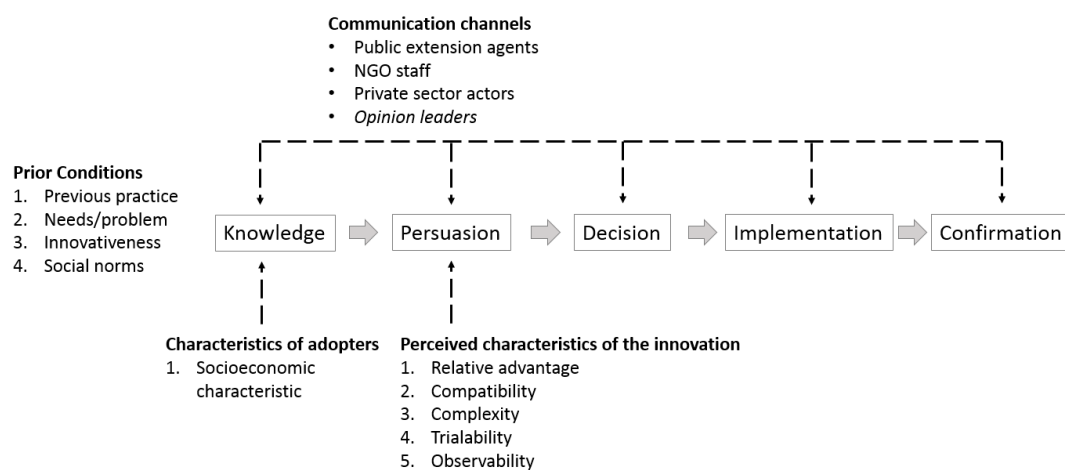 Communication channels
• Public extension agents
• NGO staff
• Private sector actors
• Opinion leaders
Prior Conditions
1. Previous practice
2. Needs/problem
3. Innovativeness
4. Social norms
Knowledge
Persuasion
Decision
Implementation
Confirmation
Characteristics of adopters
1. Socioeconomic
characteristic
Perceived characteristics of the innovation
1. Relative advantage
2. Compatibility
3. Complexity
4. Trialability
5. Observability